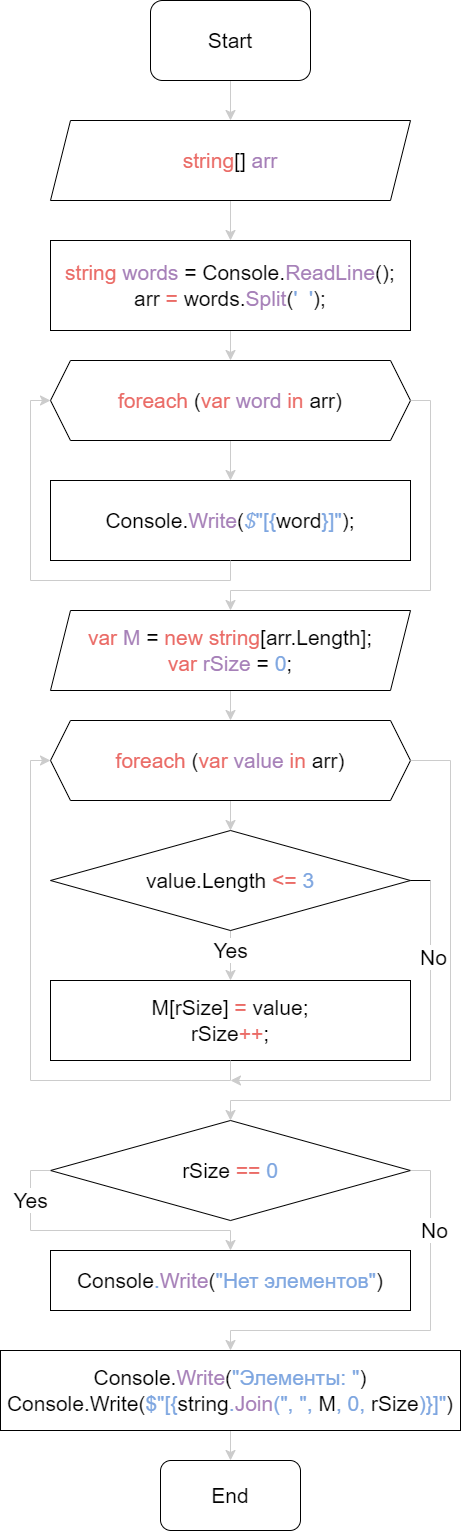 Start
string[] arr
string words = Console.ReadLine();
arr = words.Split(' ');
foreach (var word in arr)
Console.Write($"[{word}]");
var M = new string[arr.Length];
var rSize = 0;
foreach (var value in arr)
value.Length <= 3
Yes
No
M[rSize] = value;
rSize++;
rSize == 0
Yes
No
Console.Write("Нет элементов")
Console.Write("Элементы: ")
Console.Write($"[{string.Join(", ", M, 0, rSize)}]")
End